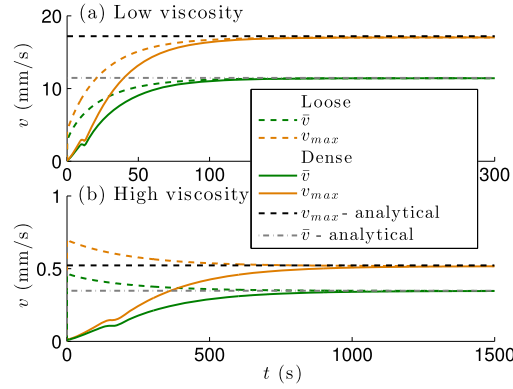 (a) Low viscosity
20
10
0
v (mm/s)
0 50 100 300
Loose
v̄
v_max
Dense
v̄
v_max
v_max - analytical
v̄ - analytical
(b) High viscosity
1
0.5
0
v (mm/s)
0 500 1000 1500
t (s)